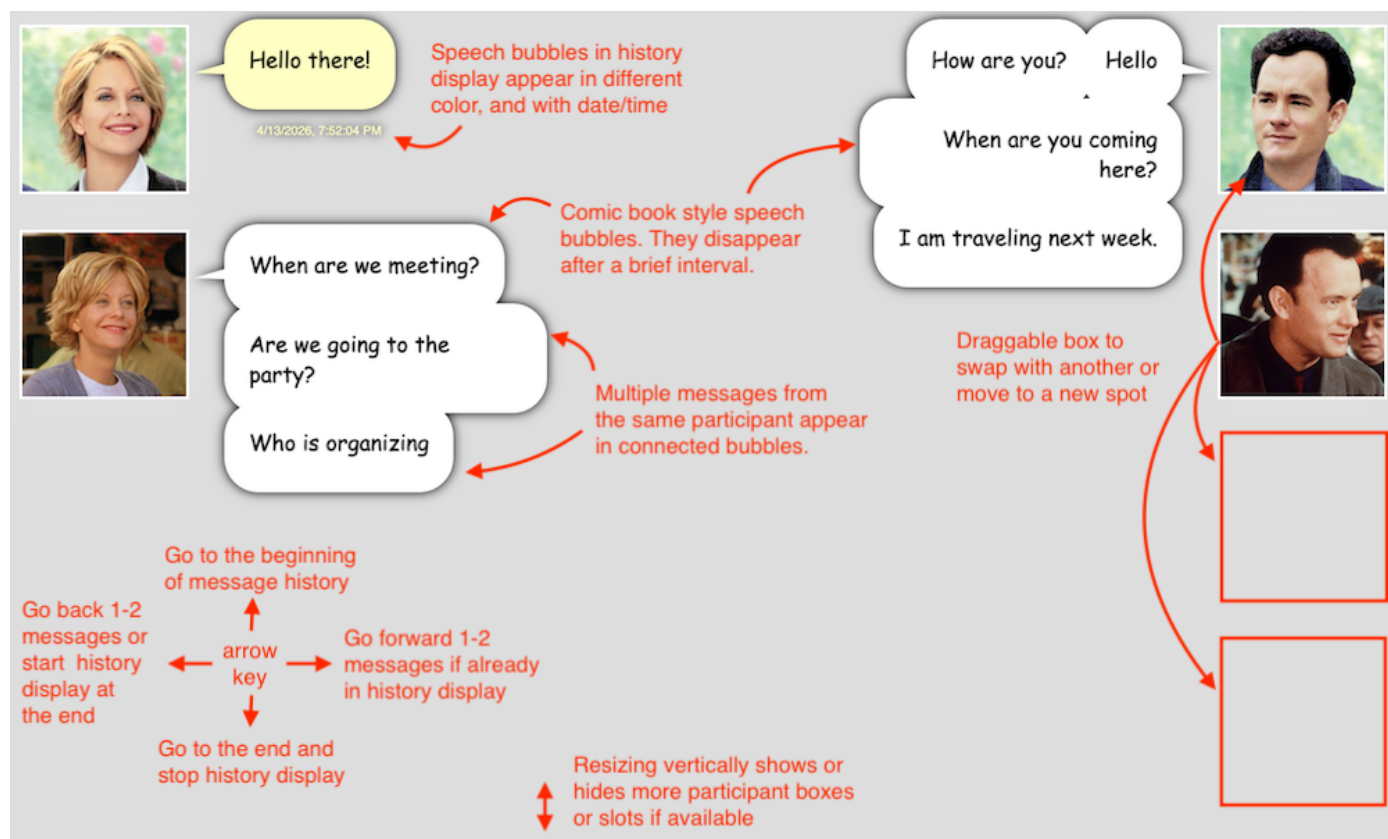 Hello there!
4/13/2026, 7:52:04 PM
Speech bubbles in history
display appear in different
color, and with date/time
How are you?
Hello
When are you coming
here?
I am traveling next week.
Comic book style speech
bubbles. They disappear
after a brief interval.
When are we meeting?
Are we going to the
party?
Who is organizing
Multiple messages from
the same participant appear
in connected bubbles.
Draggable box to
swap with another or
move to a new spot
Go to the beginning
of message history
Go back 1-2
messages or
start history
display at
the end
arrow
key
Go forward 1-2
messages if already
in history display
Go to the end and
stop history display
Resizing vertically shows or
hides more participant boxes
or slots if available